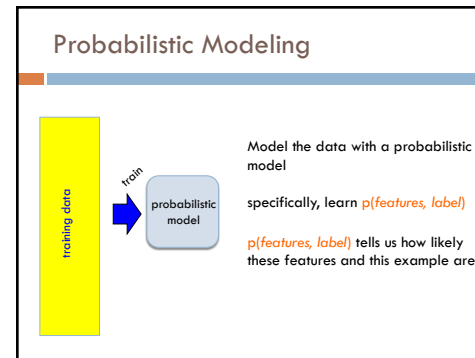 Probabilistic Modeling
training data
train
probabilistic
model
Model the data with a probabilistic
model
specifically, learn p(features, label)
p(features, label) tells us how likely
these features and this example are